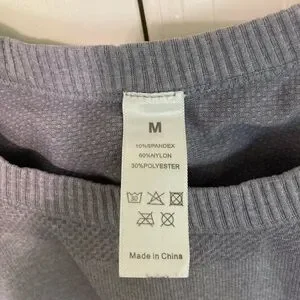 M
10%SPANDEX
60%NYLON
30%POLYESTER
Made in China